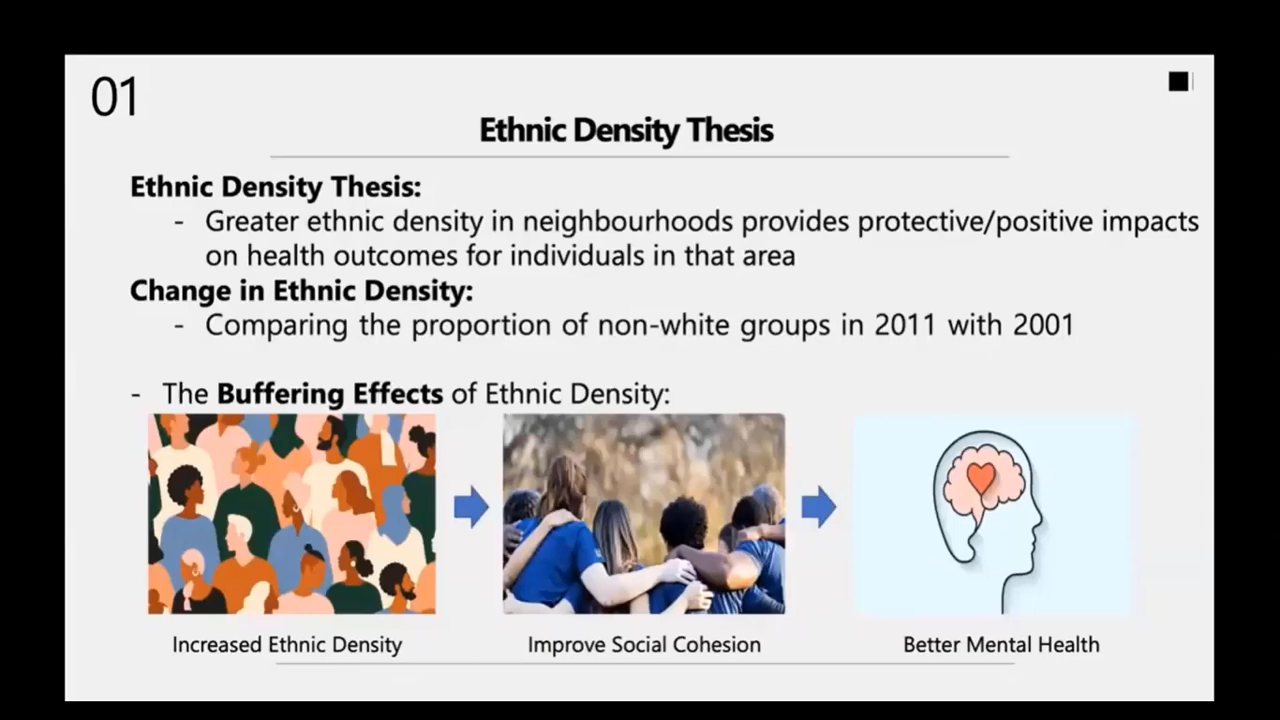 01
Ethnic Density Thesis
Ethnic Density Thesis:
- Greater ethnic density in neighbourhoods provides protective/positive impacts
on health outcomes for individuals in that area
Change in Ethnic Density:
- Comparing the proportion of non-white groups in 2011 with 2001
- The Buffering Effects of Ethnic Density:
Increased Ethnic Density
Improve Social Cohesion
Better Mental Health